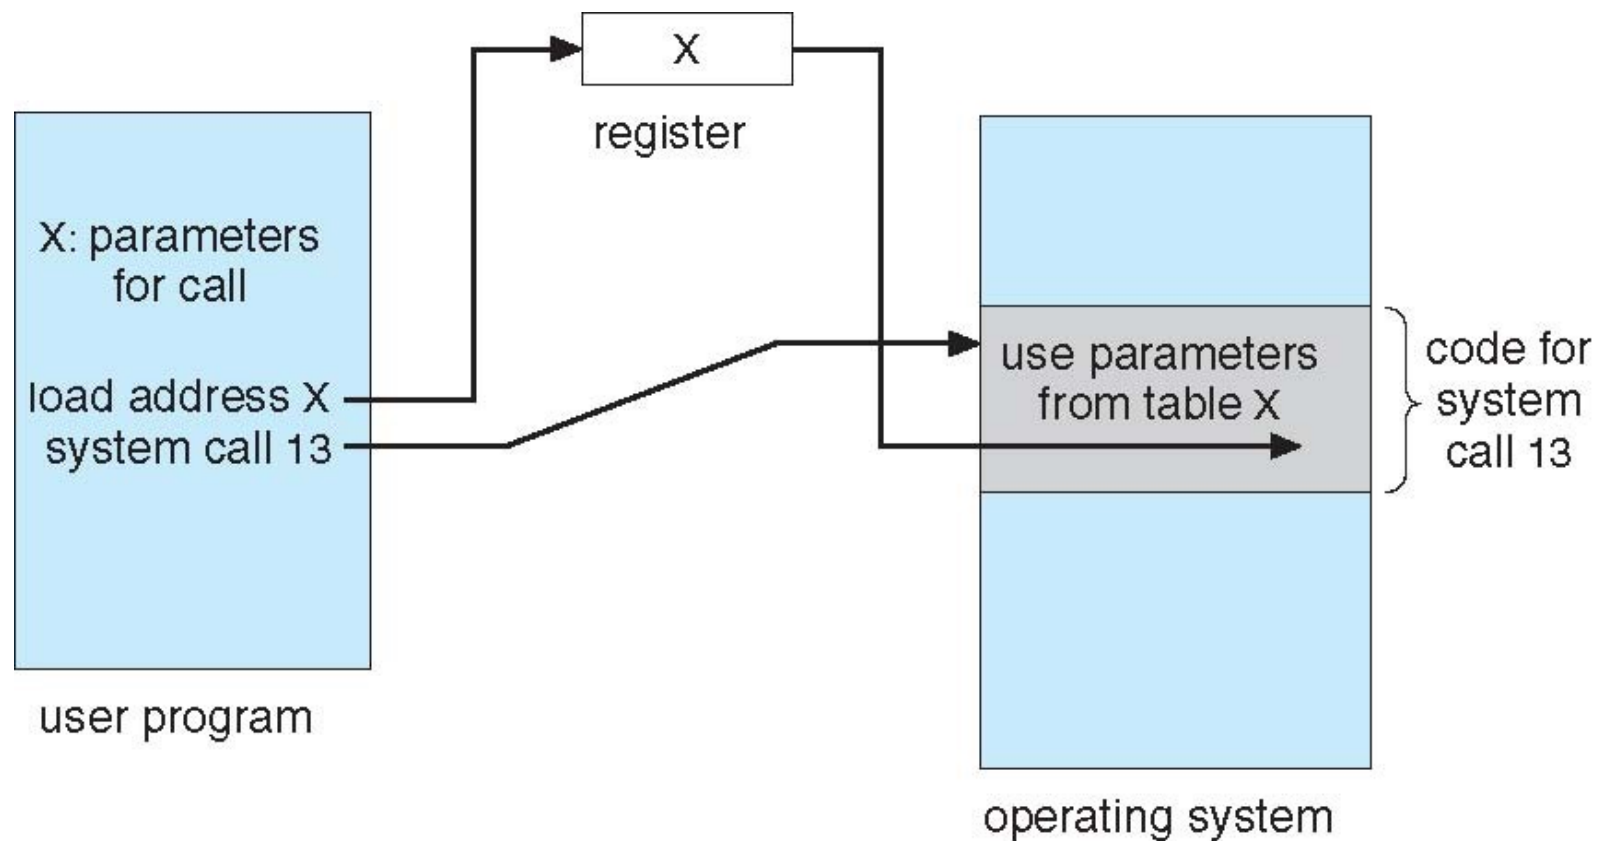 X
register
X: parameters
for call
load address X
system call 13
user program
use parameters
from table X
code for
system
call 13
operating system